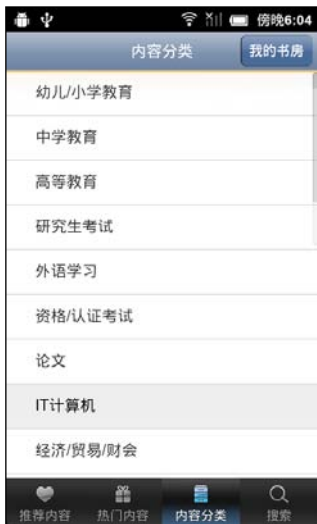 傍晚6:04
内容分类
我的书房
幼儿/小学教育
中学教育
高等教育
研究生考试
外语学习
资格/认证考试
论文
IT计算机
经济/贸易/财会
推荐内容 热门内容 内容分类 搜索